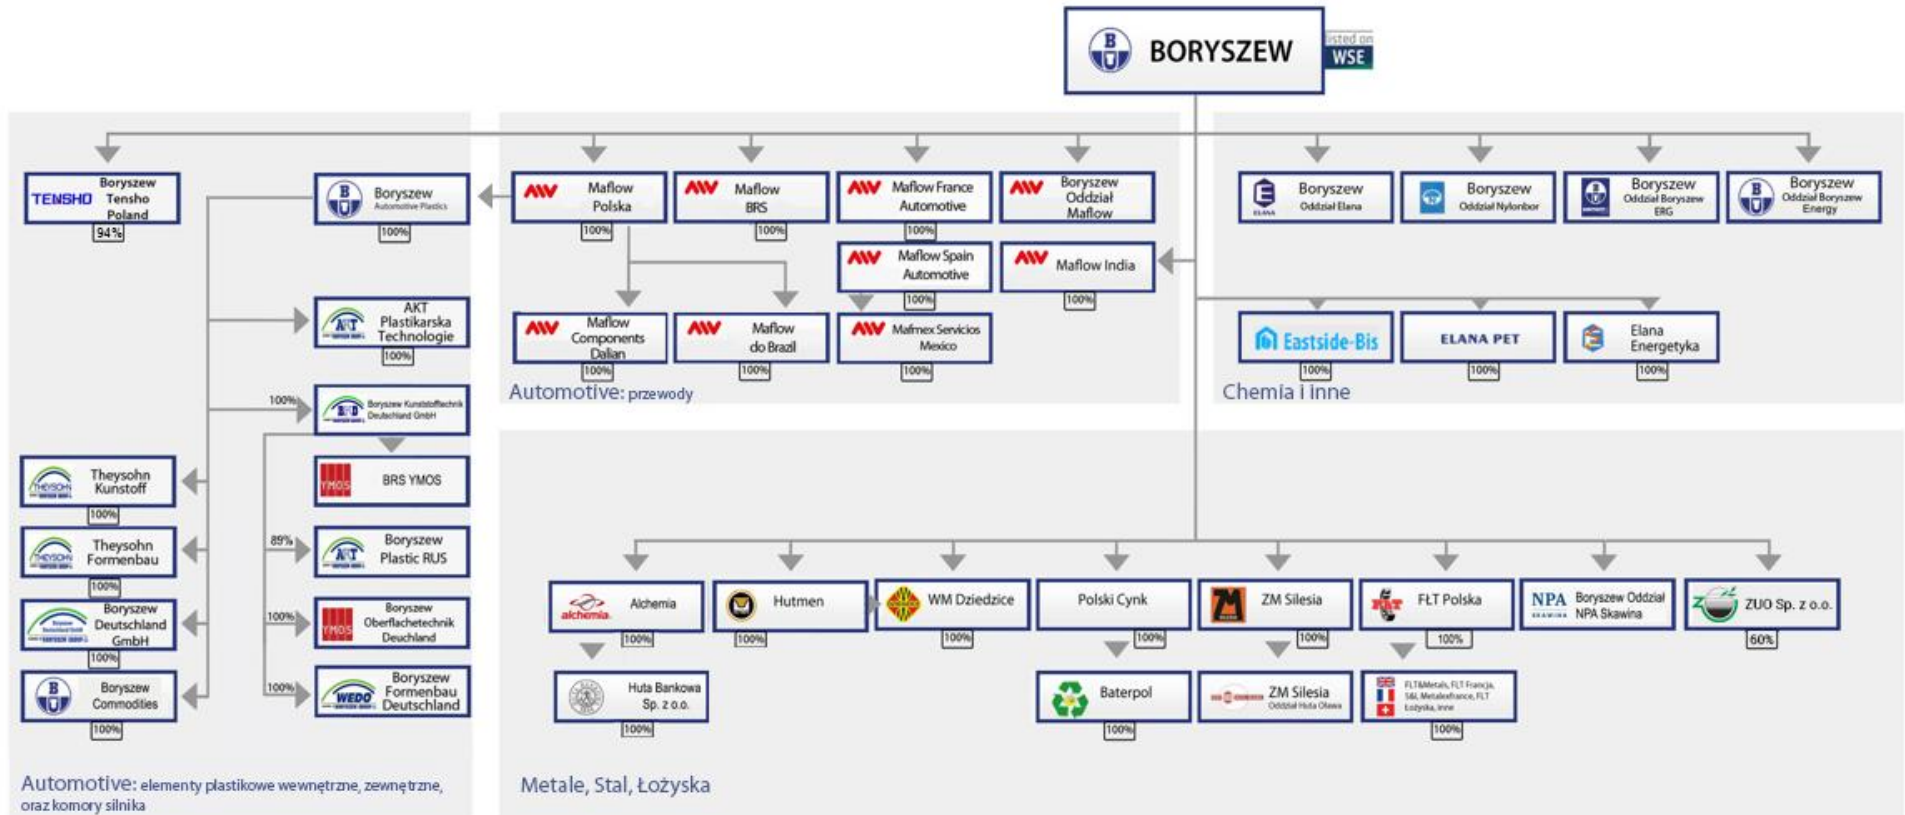 BORYSZEW
listed on
WSE
TENSHO
Boryszew
Tensho
Poland
94%
Boryszew
Automotive Plastics
100%
AKT
Plastikarska
Technologie
100%
100%
Boryszew Kunststofftechnik
Deutschland GmbH
YMOS
BRS YMOS
89%
Boryszew
Plastic RUS
100%
YMOS
Boryszew
Oberflachetechnik
Deuchland
100%
WEDO
Boryszew
Formenbau
Deutschland
THEYSOHN
Theysohn
Kunstoff
100%
THEYSOHN
Theysohn
Formenbau
100%
Boryszew
Deutschland
GmbH
100%
Boryszew
Commodities
100%
Automotive: elementy plastikowe wewnętrzne, zewnętrzne,
oraz komory silnika
Maflow
Polska
100%
Maflow
BRS
100%
Maflow France
Automotive
100%
Boryszew
Oddział
Maflow
Maflow Spain
Automotive
100%
Maflow India
100%
Maflow
Components
Dalian
100%
Maflow
do Brazil
100%
Mafmex Servicios
Mexico
100%
Automotive: przewody
ELANA
Boryszew
Oddział Elana
Boryszew
Oddział Nylonbor
Boryszew
Oddział Boryszew
ERG
Boryszew
Oddział Boryszew
Energy
Eastside-Bis
100%
ELANA PET
100%
Elana
Energetyka
100%
Chemia i inne
alchemia
Alchemia
100%
Hutmen
100%
WM Dziedzice
100%
Polski Cynk
100%
ZM Silesia
100%
FŁT Polska
100%
NPA
SKAWINA
Boryszew Oddział
NPA Skawina
ZUO Sp. z o.o.
60%
Huta Bankowa
Sp. z o.o.
100%
Baterpol
100%
ZM Silesia
Oddział Huta Oława
FLT&Metals, FLT Francja,
S&I, Metalexfrance, FLT
Łożyska, inne
100%
Metale, Stal, Łożyska